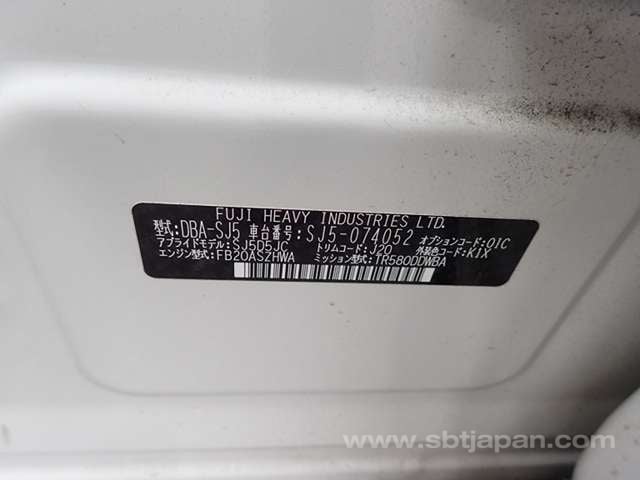 FUJI HEAVY INDUSTRIES LTD.
型式:DBA-SJ5 車台番号:SJ5-074052 オプションコード:OIC
アプライドモデル:SJ5D5JC トリムコード:J20 外装色コード:K1X
エンジン型式:FB20ASZHWA ミッション型式:TR580DDWBA
www.sbtjapan.com